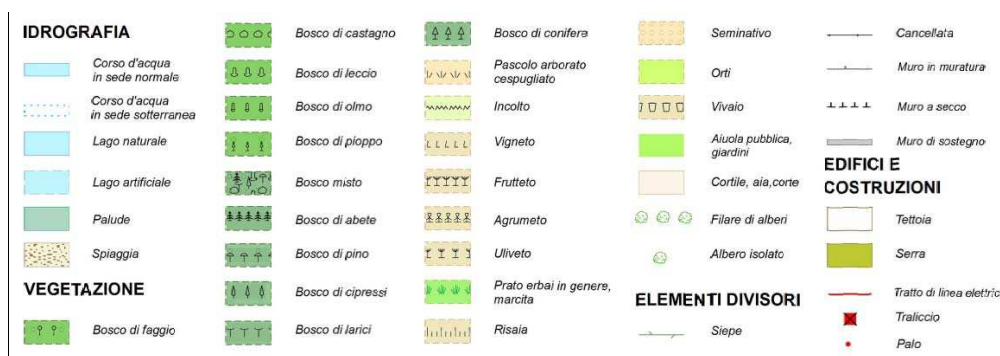 IDROGRAFIA
Corso d'acqua
in sede normale
Corso d'acqua
in sede sotterranea
Lago naturale
Lago artificiale
Palude
Spiaggia
VEGETAZIONE
Bosco di faggio
Bosco di castagno
Bosco di leccio
Bosco di olmo
Bosco di pioppo
Bosco misto
Bosco di abete
Bosco di pino
Bosco di cipressi
Bosco di larici
Bosco di conifere
Pascolo arborato
cespugliato
Incolto
Vigneto
Frutteto
Agrumeto
Uliveto
Prato erbai in genere,
marcita
Risaia
Seminativo
Orti
Vivaio
Aiuola pubblica,
giardini
Cortile, aia,corte
Filare di alberi
Albero isolato
ELEMENTI DIVISORI
Siepe
Cancellata
Muro in muratura
Muro a secco
Muro di sostegno
EDIFICI E
COSTRUZIONI
Tettoia
Serra
Tratto di linea elettric
Traliccio
Palo